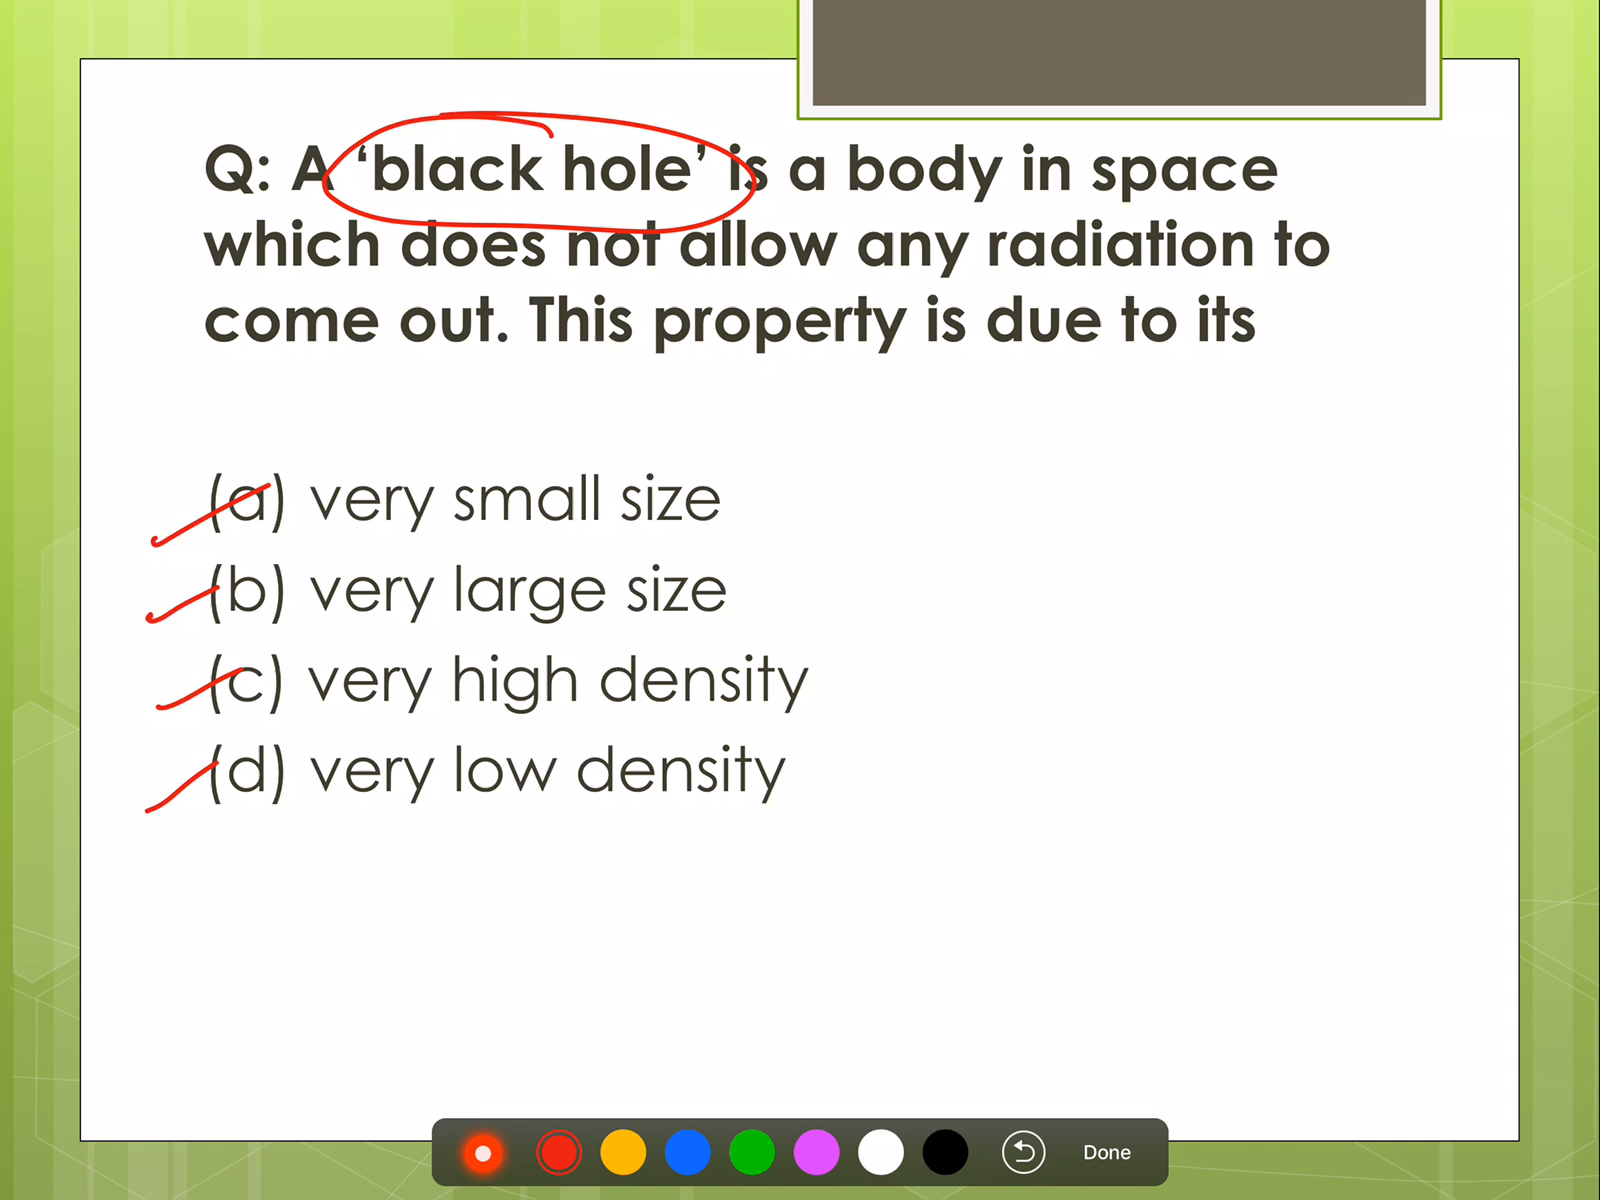 Q: A ‘black hole’ is a body in space
which does not allow any radiation to
come out. This property is due to its
(a) very small size
(b) very large size
(c) very high density
(d) very low density
Done